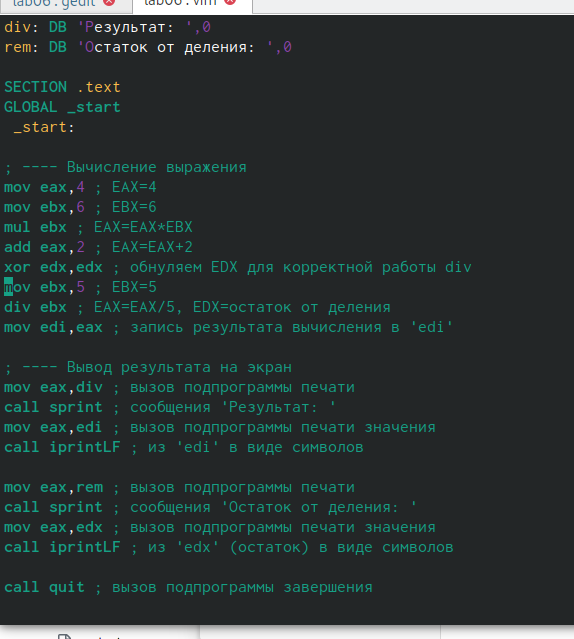 lab06.gedit
lab06.vim
div: DB 'Результат: ',0
rem: DB 'Остаток от деления: ',0
SECTION .text
GLOBAL _start
_start:
; ---- Вычисление выражения
mov eax,4 ; EAX=4
mov ebx,6 ; EBX=6
mul ebx ; EAX=EAX*EBX
add eax,2 ; EAX=EAX+2
xor edx,edx ; обнуляем EDX для корректной работы div
mov ebx,5 ; EBX=5
div ebx ; EAX=EAX/5, EDX=остаток от деления
mov edi,eax ; запись результата вычисления в 'edi'
; ---- Вывод результата на экран
mov eax,div ; вызов подпрограммы печати
call sprint ; сообщения 'Результат: '
mov eax,edi ; вызов подпрограммы печати значения
call iprintLF ; из 'edi' в виде символов
mov eax,rem ; вызов подпрограммы печати
call sprint ; сообщения 'Остаток от деления: '
mov eax,edx ; вызов подпрограммы печати значения
call iprintLF ; из 'edx' (остаток) в виде символов
call quit ; вызов подпрограммы завершения